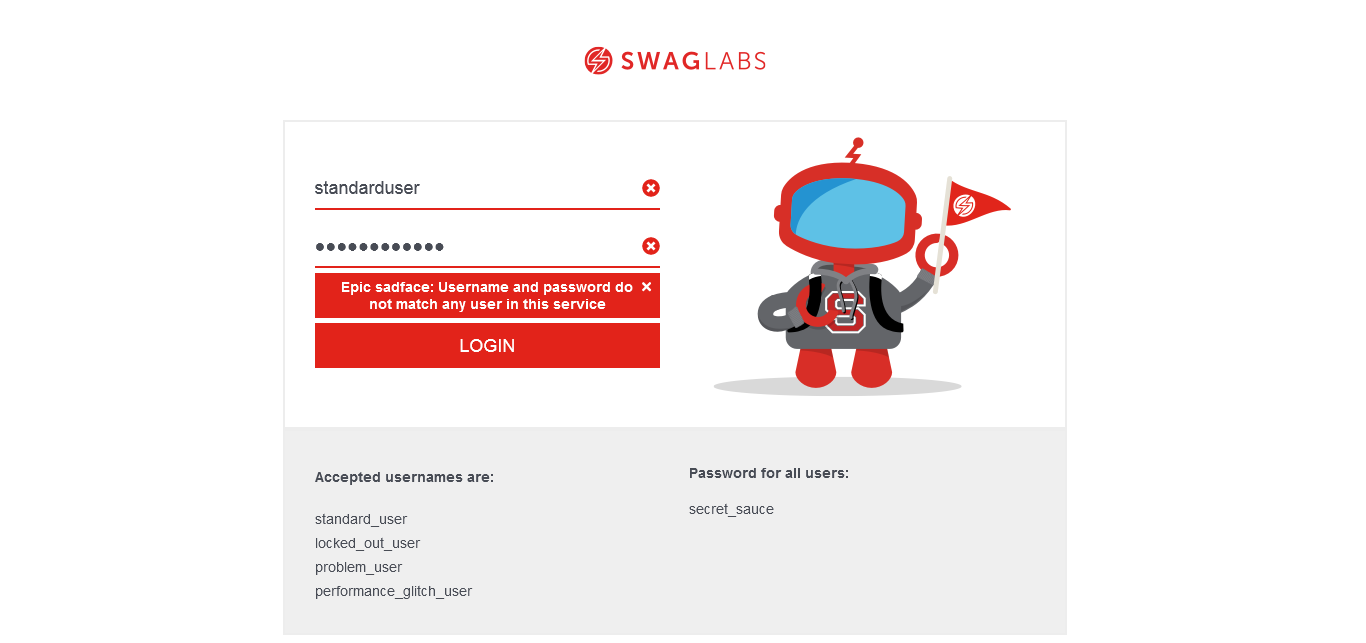 SWAGLABS
standarduser
●●●●●●●●●●●●
Epic sadface: Username and password do
not match any user in this service
LOGIN
S
Accepted usernames are:
standard_user
locked_out_user
problem_user
performance_glitch_user
Password for all users:
secret_sauce